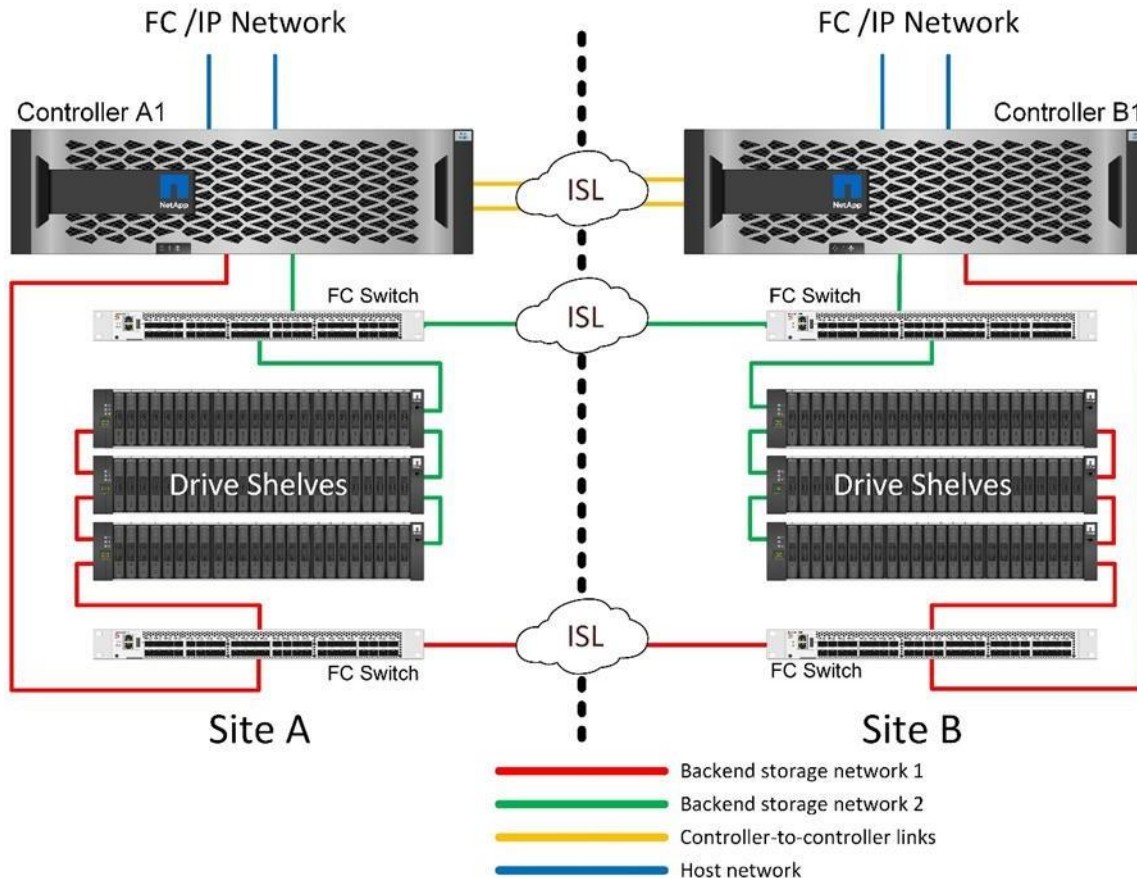 FC /IP Network
FC /IP Network
Controller A1
Controller B1
NetApp
NetApp
ISL
FC Switch
FC Switch
ISL
Drive Shelves
Drive Shelves
ISL
FC Switch
FC Switch
Site A
Site B
Backend storage network 1
Backend storage network 2
Controller-to-controller links
Host network